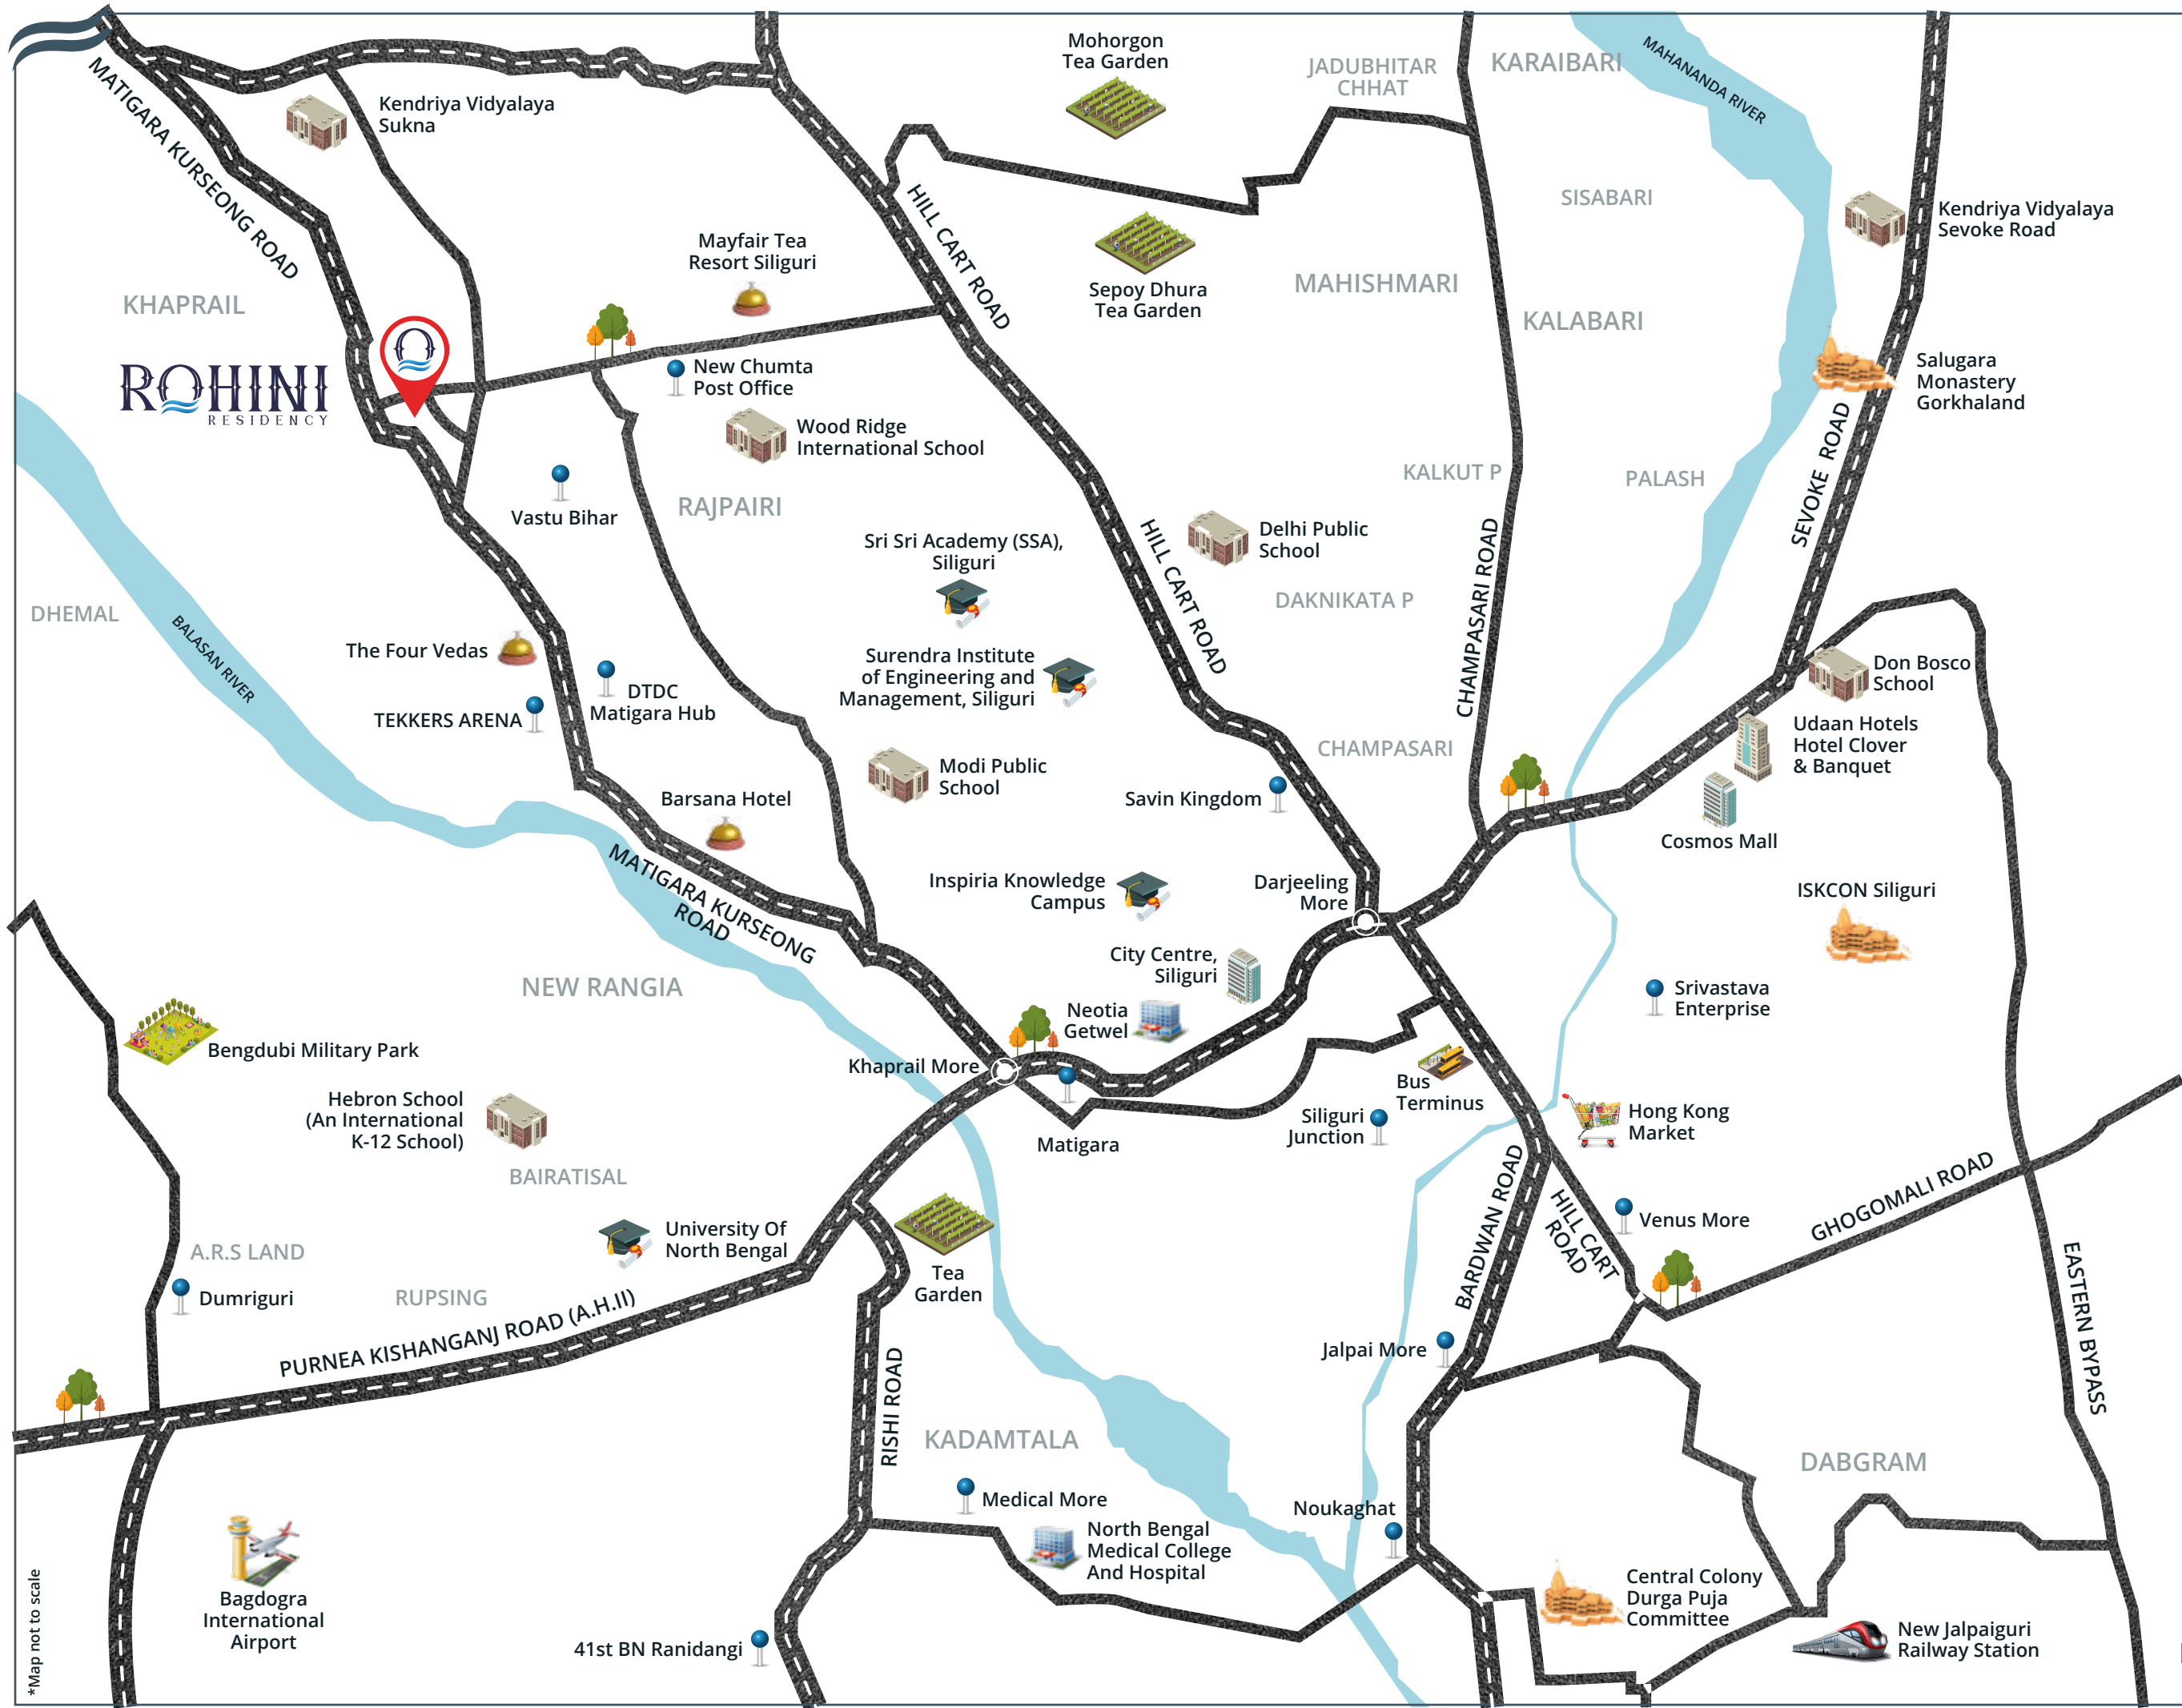 Mohorgon
Tea Garden
JADUBHITAR
CHHAT
KARAIBARI
MAHANANDA RIVER
MATIGARA KURSEONG ROAD
Kendriya Vidyalaya
Sukna
HILL CART ROAD
SISABARI
Kendriya Vidyalaya
Sevoke Road
Mayfair Tea
Resort Siliguri
Sepoy Dhura
Tea Garden
MAHISHMARI
KALABARI
KHAPRAIL
ROHINI
RESIDENCY
New Chumta
Post Office
Salugara
Monastery
Gorkhaland
Wood Ridge
International School
KALKUT P
PALASH
SEVOKE ROAD
Vastu Bihar
RAJPAIRI
Sri Sri Academy (SSA),
Siliguri
HILL CART ROAD
Delhi Public
School
CHAMPASARI ROAD
DAKNIKATA P
DHEMAL
BALASAN RIVER
The Four Vedas
DTDC
Matigara Hub
TEKKERS ARENA
Surendra Institute
of Engineering and
Management, Siliguri
Don Bosco
School
Udaan Hotels
Hotel Clover
& Banquet
CHAMPASARI
Modi Public
School
Savin Kingdom
Barsana Hotel
Cosmos Mall
MATIGARA KURSEONG
ROAD
Inspiria Knowledge
Campus
Darjeeling
More
ISKCON Siliguri
City Centre,
Siliguri
NEW RANGIA
Neotia
Getwel
Srivastava
Enterprise
Bengdubi Military Park
Khaprail More
Bus
Terminus
Hebron School
(An International
K-12 School)
Siliguri
Junction
Hong Kong
Market
Matigara
BAIRATISAL
BARDWAN ROAD
HILL CART
ROAD
GHOGOMALI ROAD
University Of
North Bengal
Venus More
A.R.S LAND
Dumriguri
RUPSING
Tea
Garden
PURNEA KISHANGANJ ROAD (A.H.II)
EASTERN BYPASS
Jalpai More
RISHI ROAD
KADAMTALA
DABGRAM
Medical More
Noukaghat
North Bengal
Medical College
And Hospital
Bagdogra
International
Airport
Central Colony
Durga Puja
Committee
41st BN Ranidangi
New Jalpaiguri
Railway Station
*Map not to scale